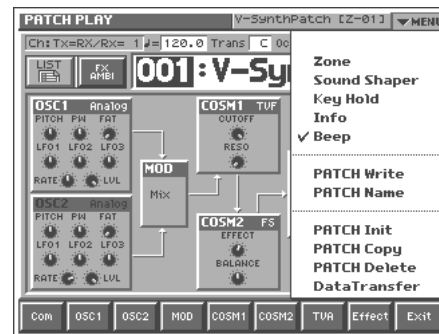 PATCH PLAY V-SynthPatch [Z-01] ▼MENU
Ch:Tx=RX/Rx= 1 ♩=120.0 Trans C Oc
LIST FX AMBI 001:V-Sy
Zone
Sound Shaper
Key Hold
Info
✓ Beep
PATCH Write
PATCH Name
PATCH Init
PATCH Copy
PATCH Delete
DataTransfer
OSC1 Analog
PITCH PW FAT
LFO1 LFO2 LFO3
RATE LVL
OSC2 Analog
PITCH PW FAT
LFO1 LFO2 LFO3
RATE LVL
MOD
Mix
COSM1 TVF
CUTOFF
RESO
COSM2 FS
EFFECT
BALANCE
Com OSC1 OSC2 MOD COSM1 COSM2 TVA Effect Exit